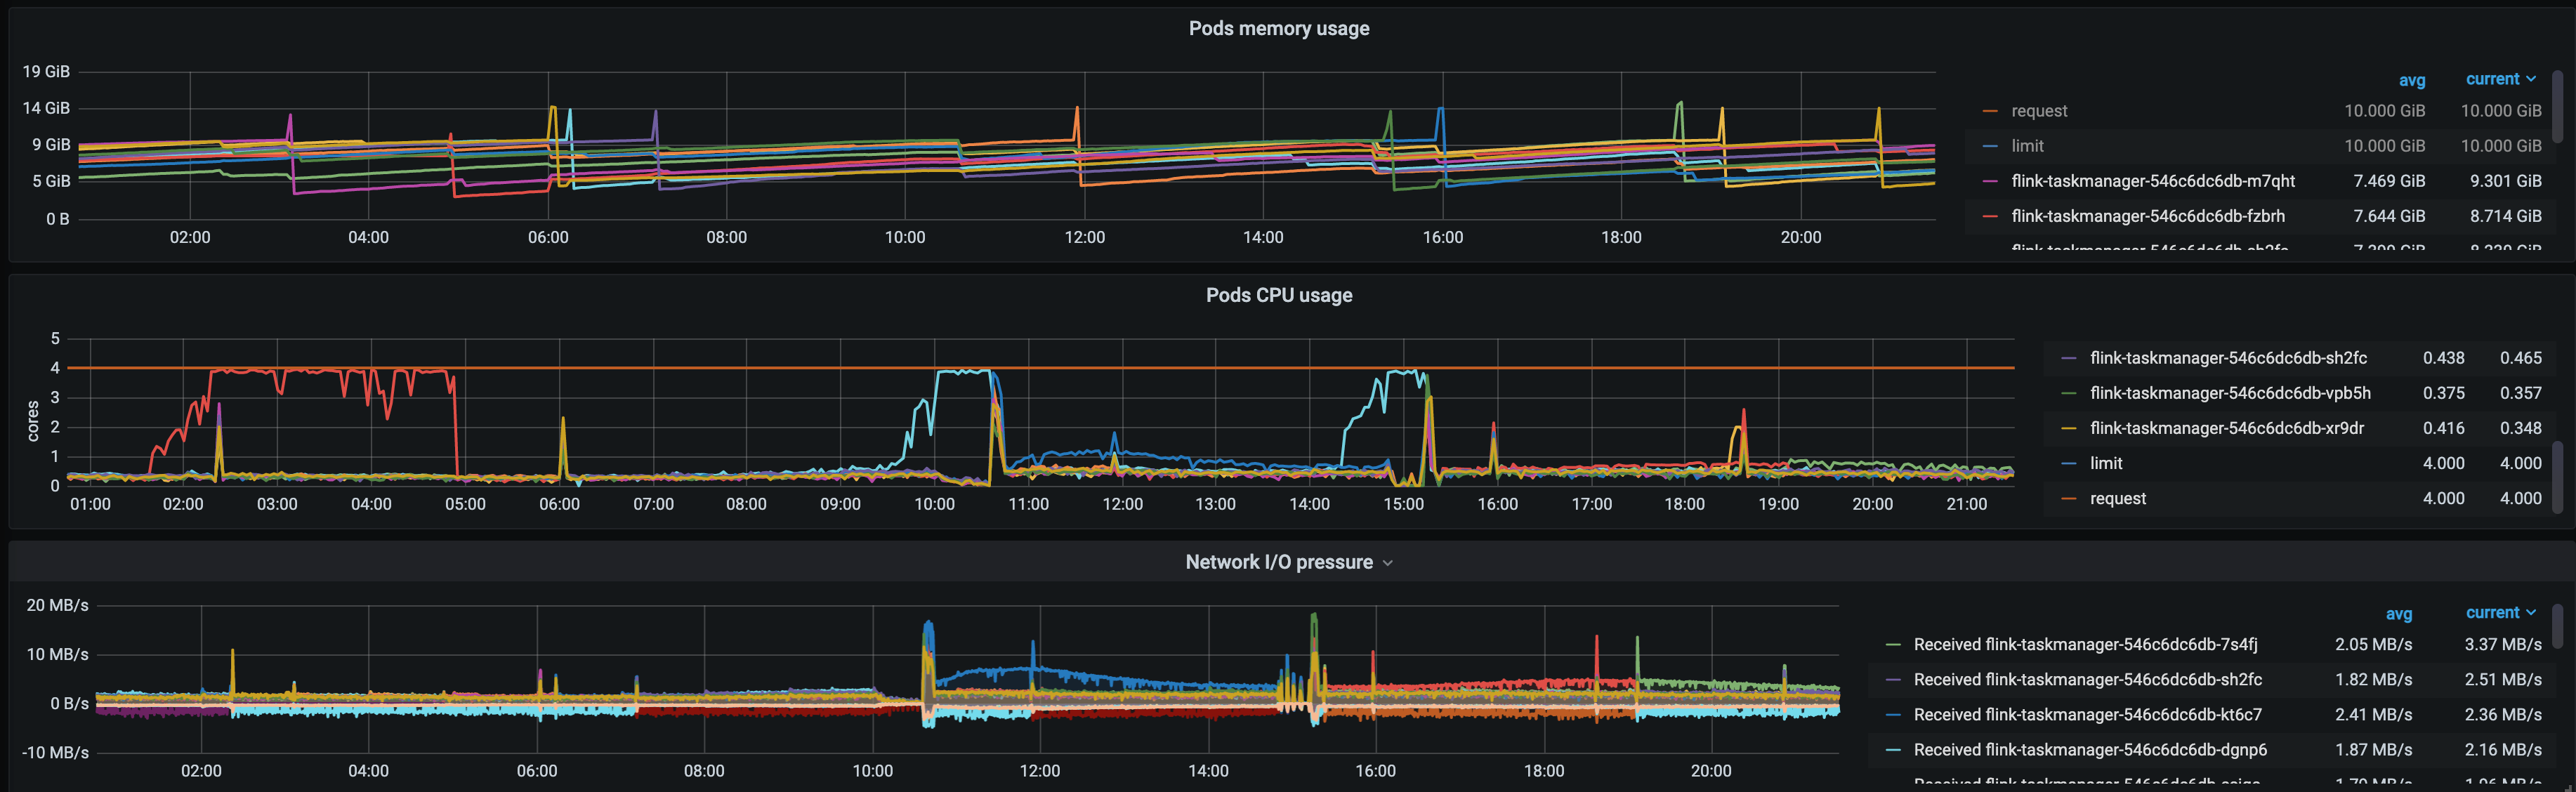 Pods memory usage
19 GiB
14 GiB
9 GiB
5 GiB
0 B
02:00 04:00 06:00 08:00 10:00 12:00 14:00 16:00 18:00 20:00
avg current
request 10.000 GiB 10.000 GiB
limit 10.000 GiB 10.000 GiB
flink-taskmanager-546c6dc6db-m7qht 7.469 GiB 9.301 GiB
flink-taskmanager-546c6dc6db-fzbrh 7.644 GiB 8.714 GiB
Pods CPU usage
cores
5
4
3
2
1
0
01:00 02:00 03:00 04:00 05:00 06:00 07:00 08:00 09:00 10:00 11:00 12:00 13:00 14:00 15:00 16:00 17:00 18:00 19:00 20:00 21:00
flink-taskmanager-546c6dc6db-sh2fc 0.438 0.465
flink-taskmanager-546c6dc6db-vpb5h 0.375 0.357
flink-taskmanager-546c6dc6db-xr9dr 0.416 0.348
limit 4.000 4.000
request 4.000 4.000
Network I/O pressure
20 MB/s
10 MB/s
0 B/s
-10 MB/s
02:00 04:00 06:00 08:00 10:00 12:00 14:00 16:00 18:00 20:00
avg current
Received flink-taskmanager-546c6dc6db-7s4fj 2.05 MB/s 3.37 MB/s
Received flink-taskmanager-546c6dc6db-sh2fc 1.82 MB/s 2.51 MB/s
Received flink-taskmanager-546c6dc6db-kt6c7 2.41 MB/s 2.36 MB/s
Received flink-taskmanager-546c6dc6db-dgnp6 1.87 MB/s 2.16 MB/s